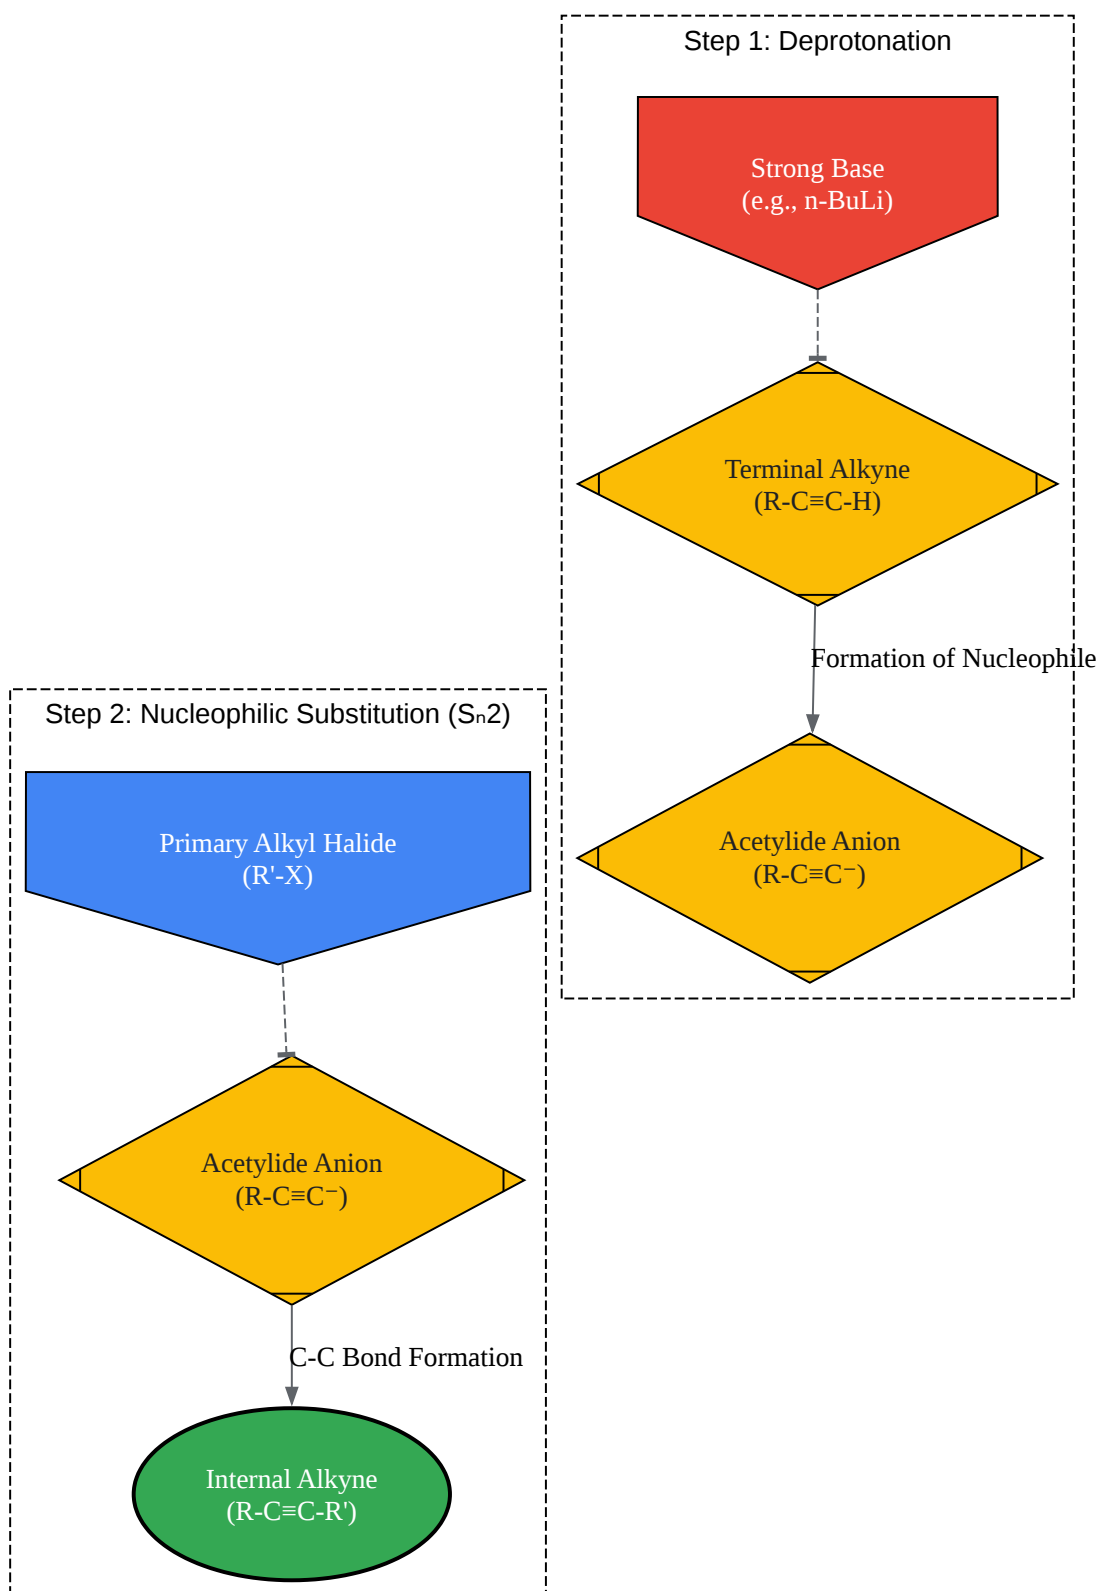 Step 1: Deprotonation
Strong Base
(e.g., n-BuLi)
Terminal Alkyne
(R-C≡C-H)
Formation of Nucleophile
Acetylide Anion
(R-C≡C⁻)
Step 2: Nucleophilic Substitution (Sₙ2)
Primary Alkyl Halide
(R'-X)
Acetylide Anion
(R-C≡C⁻)
C-C Bond Formation
Internal Alkyne
(R-C≡C-R')